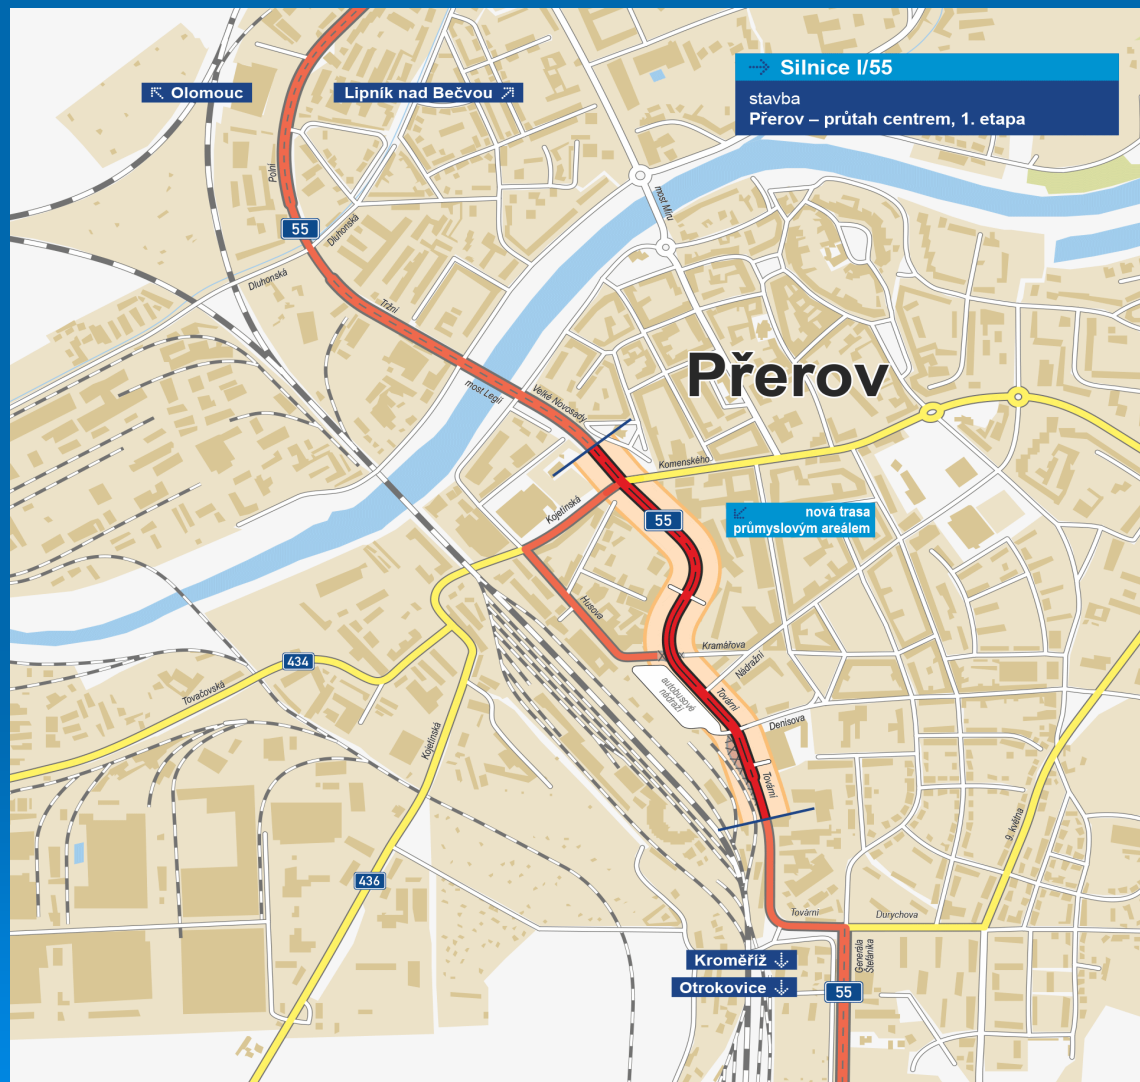 Silnice I/55
stavba
Přerov – průtah centrem, 1. etapa
Olomouc
Lipník nad Bečvou
Polní
55
Dluhonská
Dluhonská
most Míru
Tržní
most Legií
Velké Novosady
Přerov
Komenského
Kojetínská
55
nová trasa
průmyslovým areálem
Husova
Kramářova
Nádražní
434
Tovačovská
autobusové
nádraží
Tovární
Denisova
Kojetínská
Tovární
9. května
436
Tovární
Durychova
Generála
Štefánika
Kroměříž
Otrokovice
55